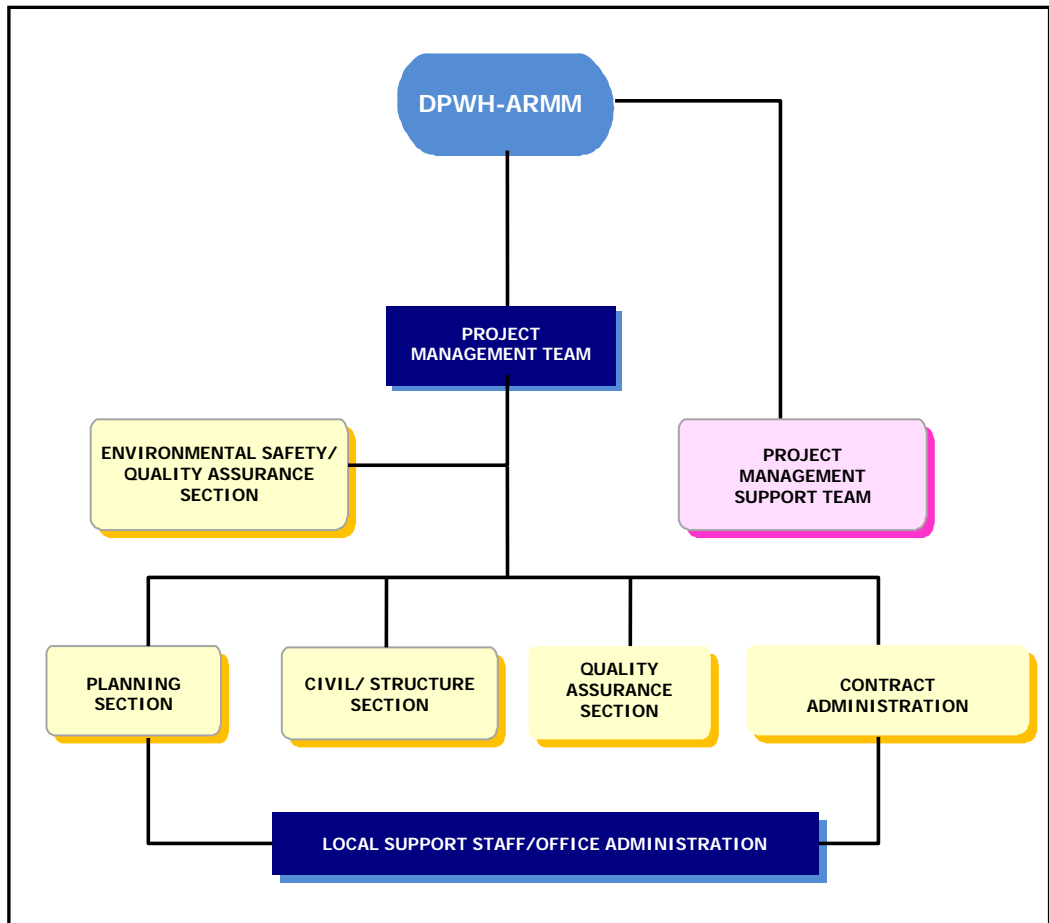 DPWH-ARMM
PROJECT
MANAGEMENT TEAM
ENVIRONMENTAL SAFETY/
QUALITY ASSURANCE
SECTION
PROJECT
MANAGEMENT
SUPPORT TEAM
PLANNING
SECTION
CIVIL/ STRUCTURE
SECTION
QUALITY
ASSURANCE
SECTION
CONTRACT
ADMINISTRATION
LOCAL SUPPORT STAFF/OFFICE ADMINISTRATION